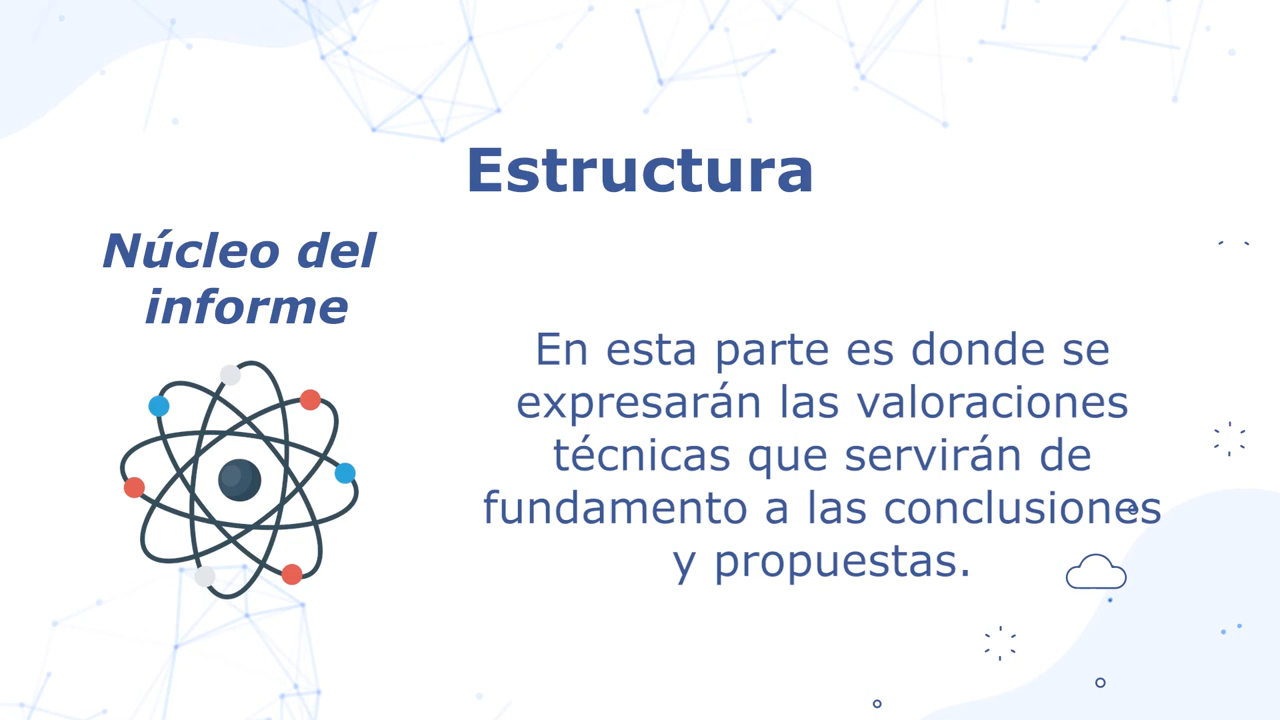 Estructura
Núcleo del
informe
En esta parte es donde se
expresarán las valoraciones
técnicas que servirán de
fundamento a las conclusiones
y propuestas.